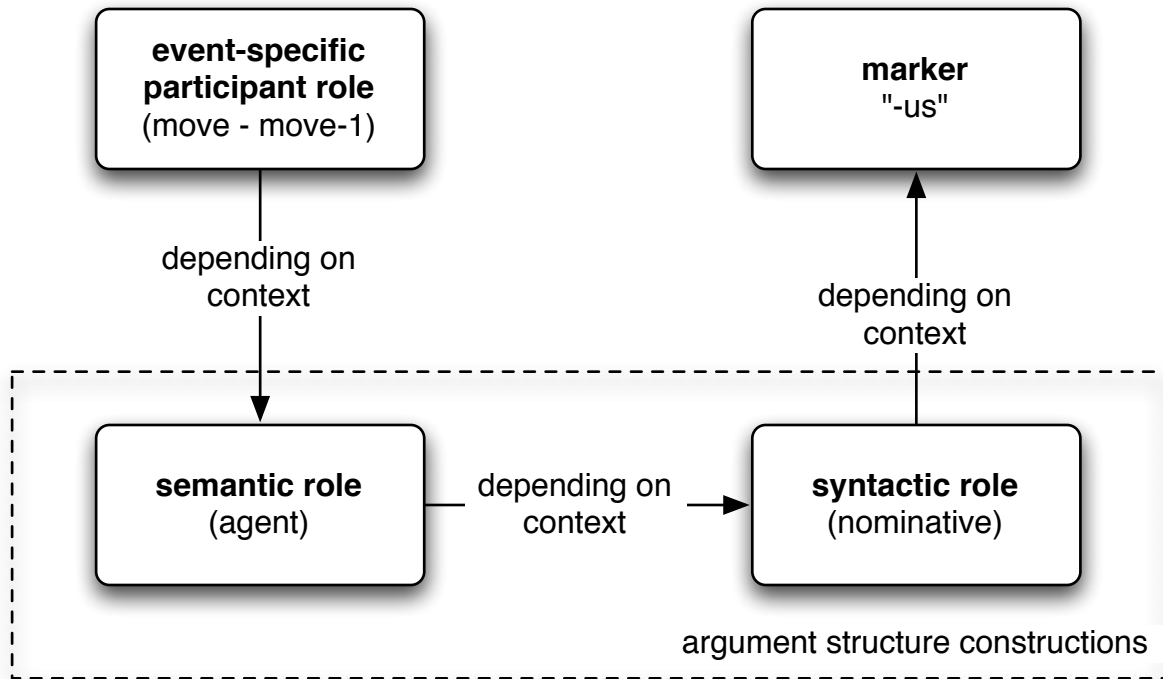 event-specific
participant role
(move - move-1)
marker
"-us"
depending on
context
depending on
context
semantic role
(agent)
depending on
context
syntactic role
(nominative)
argument structure constructions